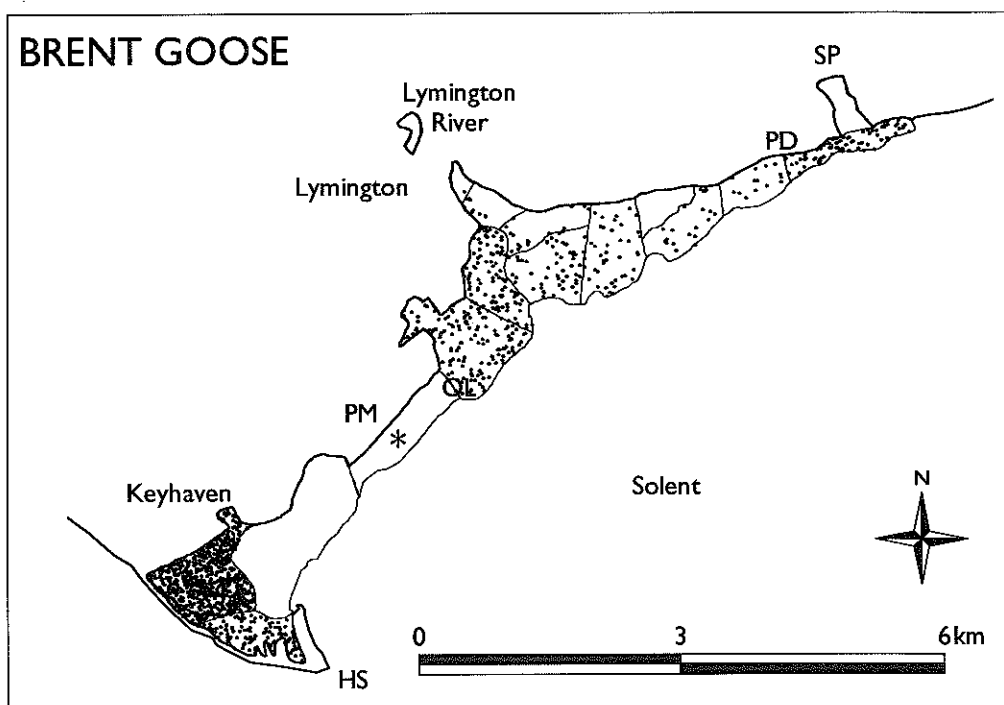 BRENT GOOSE
SP
Lymington
River
PD
Lymington
OL
PM
*
Keyhaven
Solent
N
0 3 6km
HS